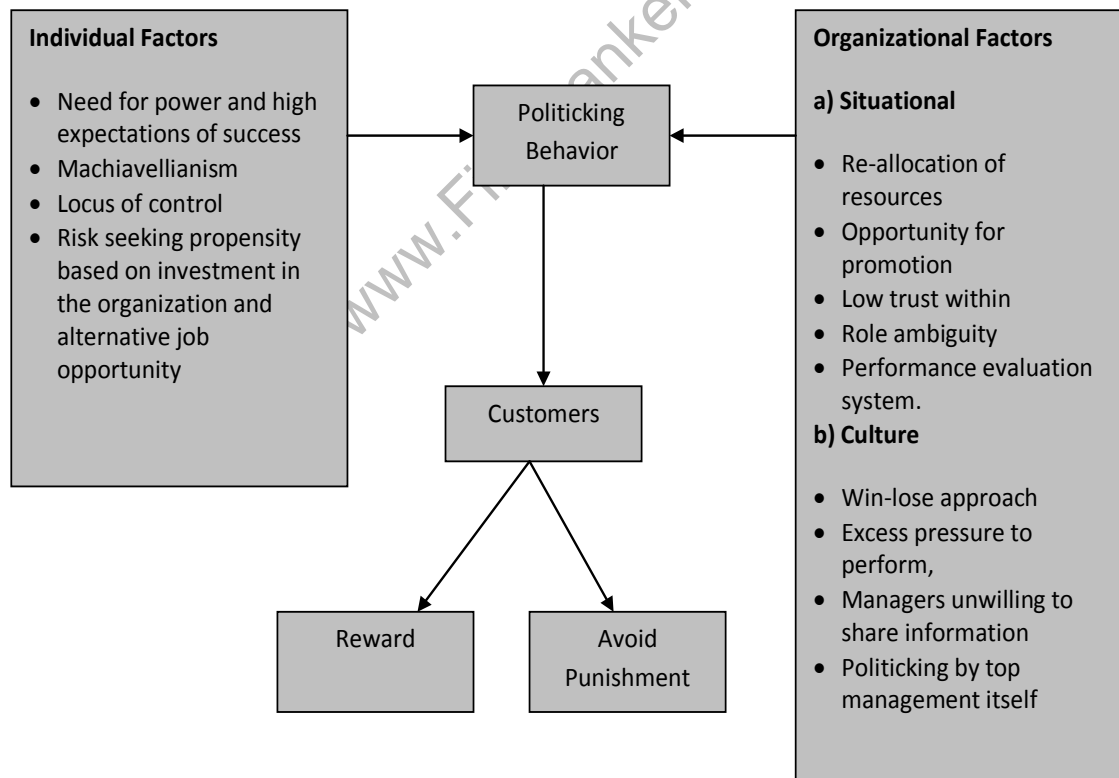 Individual Factors
• Need for power and high
expectations of success
• Machiavellianism
• Locus of control
• Risk seeking propensity
based on investment in
the organization and
alternative job
opportunity
Politicking
Behavior
Customers
Reward
Avoid
Punishment
Organizational Factors
a) Situational
• Re-allocation of
resources
• Opportunity for
promotion
• Low trust within
• Role ambiguity
• Performance evaluation
system.
b) Culture
• Win-lose approach
• Excess pressure to
perform,
• Managers unwilling to
share information
• Politicking by top
management itself